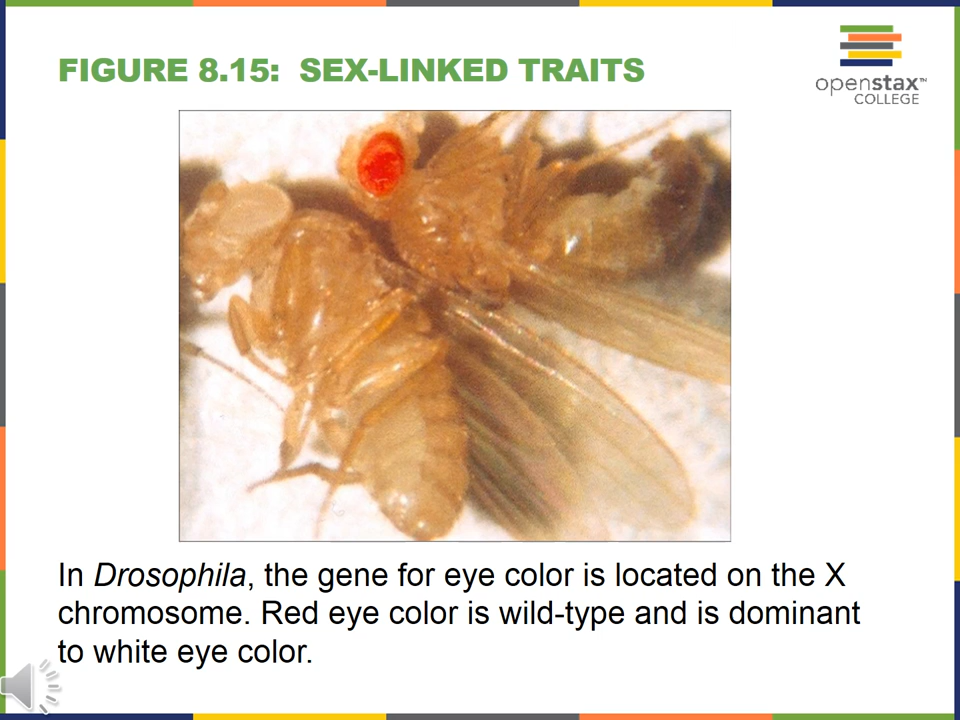 FIGURE 8.15: SEX-LINKED TRAITS
openstax™
COLLEGE
In Drosophila, the gene for eye color is located on the X
chromosome. Red eye color is wild-type and is dominant
to white eye color.